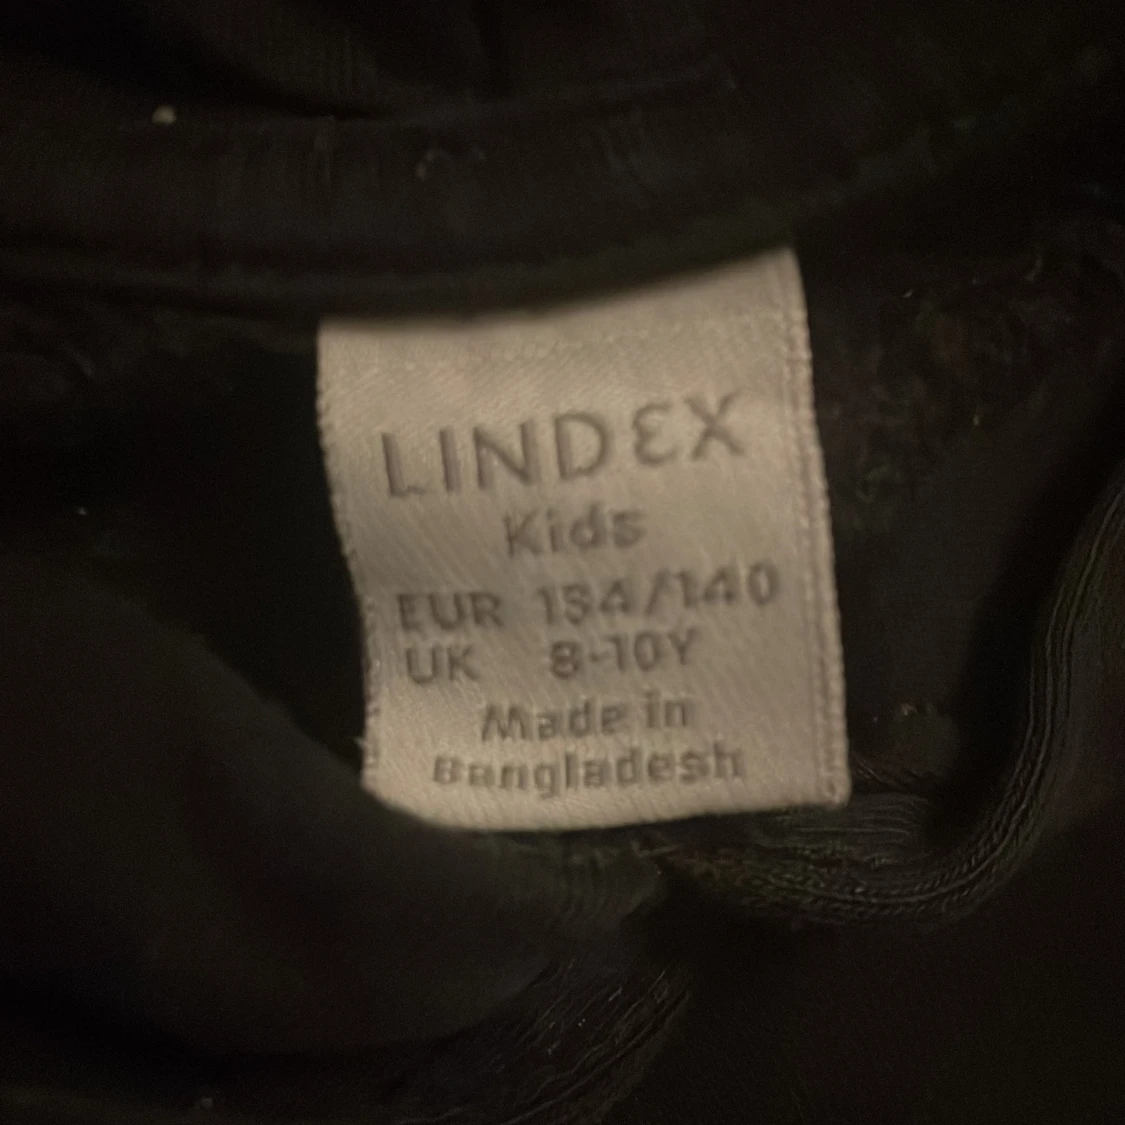 LINDEX
Kids
EUR 134/140
UK 8-10Y
Made in
Bangladesh